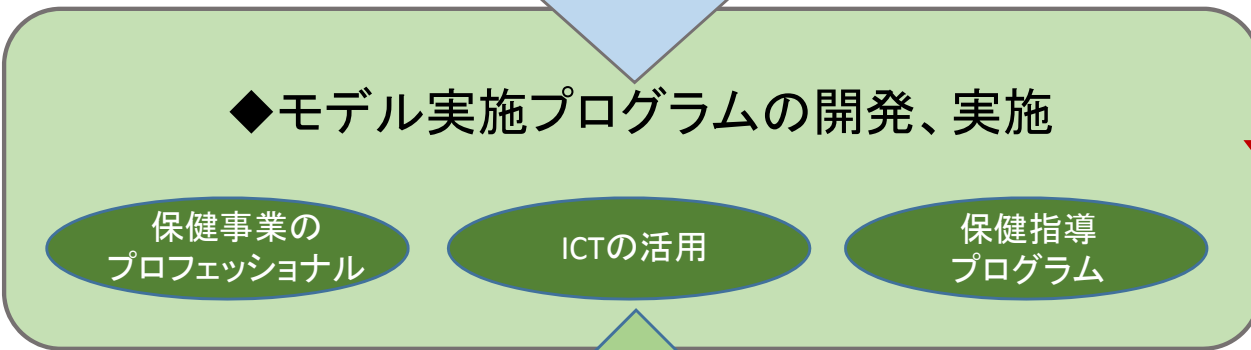 ◆モデル実施プログラムの開発、実施
保健事業の
プロフェッショナル
ICTの活用
保健指導
プログラム